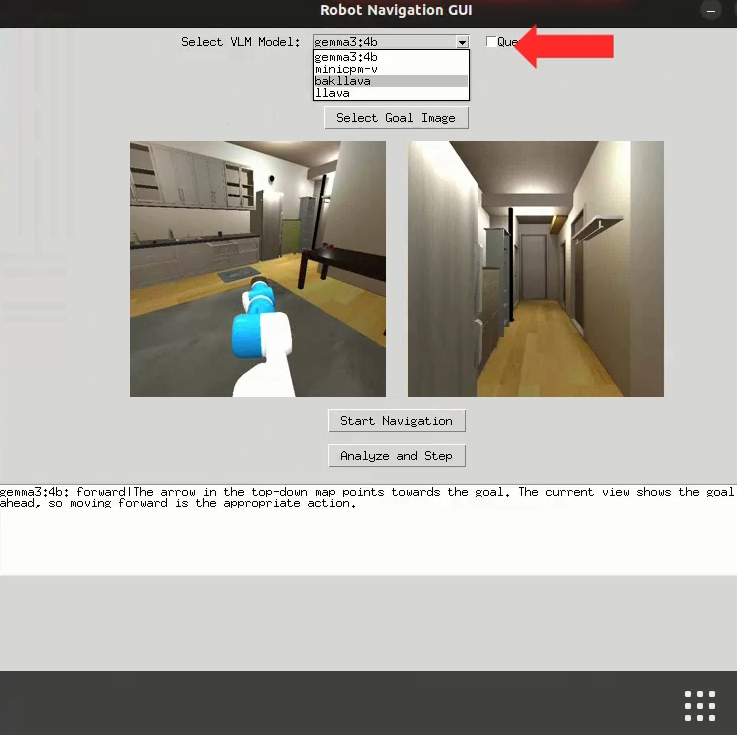 Robot Navigation GUI
Select VLM Model: gemma3:4b
gemma3:4b
minicpm-v
bakllava
llava
Select Goal Image
Start Navigation
Analyze and Step
gemma3:4b: forward|The arrow in the top-down map points towards the goal. The current view shows the goal
ahead, so moving forward is the appropriate action.